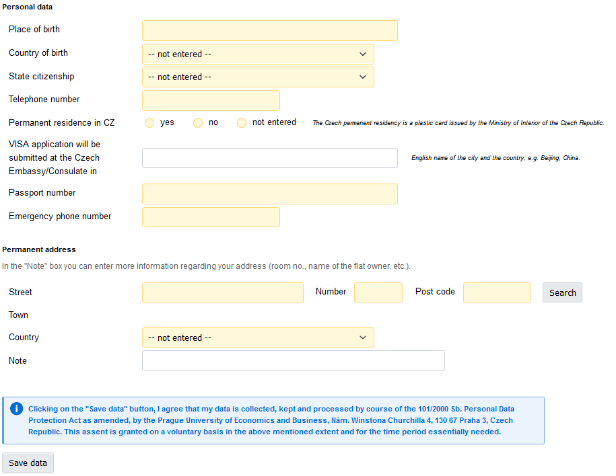 Personal data
Place of birth
Country of birth -- not entered --
State citizenship -- not entered --
Telephone number
Permanent residence in CZ yes no not entered The Czech permanent residency is a plastic card issued by the Ministry of Interior of the Czech Republic.
VISA application will be
submitted at the Czech English name of the city and the country; e.g. Beijing, China.
Embassy/Consulate in
Passport number
Emergency phone number
Permanent address
In the "Note" box you can enter more information regarding your address (room no., name of the flat owner, etc.).
Street Number Post code Search
Town
Country -- not entered --
Note
Clicking on the "Save data" button, I agree that my data is collected, kept and processed by course of the 101/2000 Sb. Personal Data
Protection Act as amended, by the Prague University of Economics and Business, Nám. Winstona Churchilla 4, 130 67 Praha 3, Czech
Republic. This assent is granted on a voluntary basis in the above mentioned extent and for the time period essentially needed.
Save data